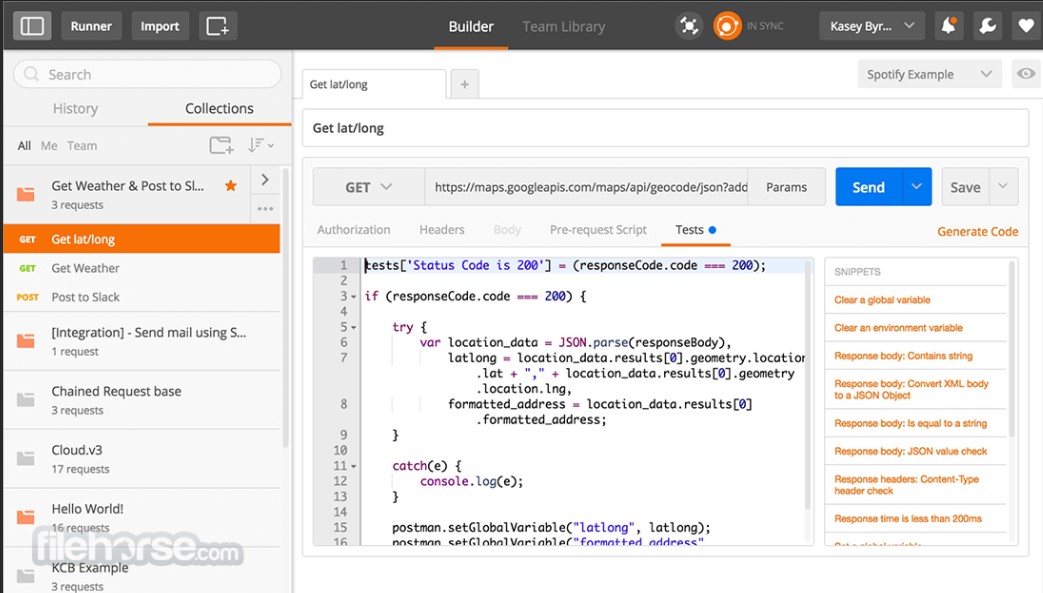 Runner
Import
Builder
Team Library
IN SYNC
Kasey Byr...
Search
History
Collections
All Me Team
Get Weather & Post to Sl...
3 requests
GET Get lat/long
GET Get Weather
POST Post to Slack
[Integration] - Send mail using S...
1 request
Chained Request base
3 requests
Cloud.v3
17 requests
Hello World!
16 requests
filehorse.com
KCB Example
3 requests
Get lat/long
+
Spotify Example
Get lat/long
GET
https://maps.googleapis.com/maps/api/geocode/json?add
Params
Send
Save
Authorization
Headers
Body
Pre-request Script
Tests
Generate Code
1 tests['Status Code is 200'] = (responseCode.code === 200);
2
3 if (responseCode.code === 200) {
4
5 try {
6 var location_data = JSON.parse(responseBody),
7 latlong = location_data.results[0].geometry.location
.lat + "," + location_data.results[0].geometry
.location.lng,
8 formatted_address = location_data.results[0]
.formatted_address;
9 }
10
11 catch(e) {
12 console.log(e);
13 }
14
15 postman.setGlobalVariable("latlong", latlong);
16 postman.setGlobalVariable("formatted_address"
SNIPPETS
Clear a global variable
Clear an environment variable
Response body: Contains string
Response body: Convert XML body
to a JSON Object
Response body: Is equal to a string
Response body: JSON value check
Response headers: Content-Type
header check
Response time is less than 200ms
Set a global variable